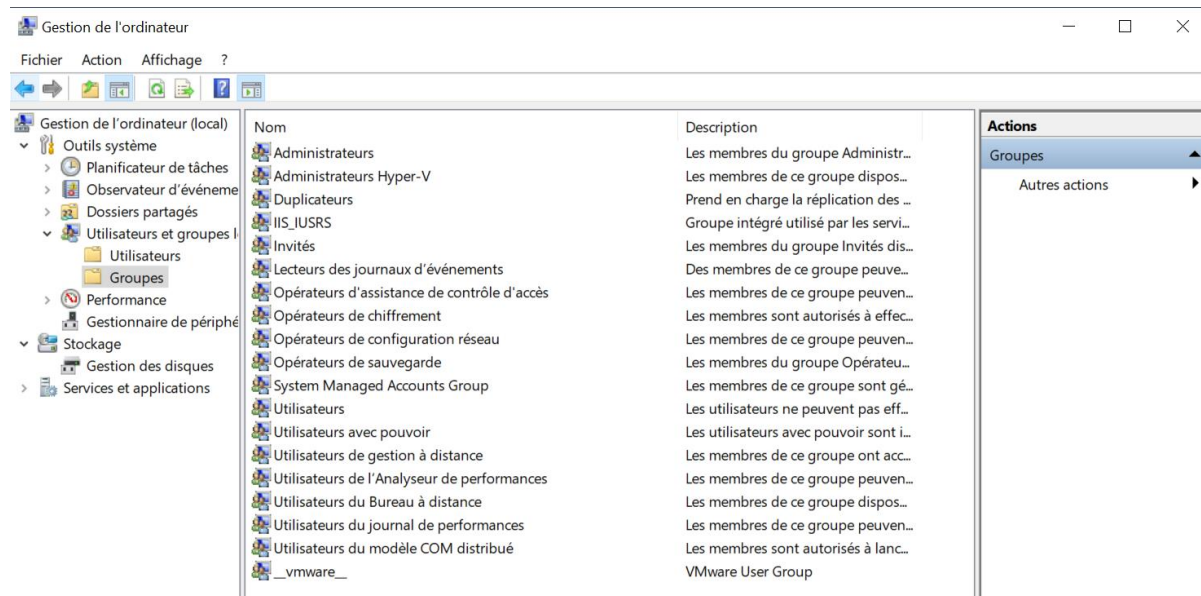 Gestion de l'ordinateur
Fichier Action Affichage ?
Gestion de l'ordinateur (local)
Outils système
Planificateur de tâches
Observateur d'événeme
Dossiers partagés
Utilisateurs et groupes l
Utilisateurs
Groupes
Performance
Gestionnaire de périphé
Stockage
Gestion des disques
Services et applications
Nom Description
Administrateurs Les membres du groupe Administr...
Administrateurs Hyper-V Les membres de ce groupe dispos...
Duplicateurs Prend en charge la réplication des ...
IIS_IUSRS Groupe intégré utilisé par les servi...
Invités Les membres du groupe Invités dis...
Lecteurs des journaux d'événements Des membres de ce groupe peuve...
Opérateurs d'assistance de contrôle d'accès Les membres de ce groupe peuven...
Opérateurs de chiffrement Les membres sont autorisés à effec...
Opérateurs de configuration réseau Les membres de ce groupe peuven...
Opérateurs de sauvegarde Les membres du groupe Opérateu...
System Managed Accounts Group Les membres de ce groupe sont gé...
Utilisateurs Les utilisateurs ne peuvent pas eff...
Utilisateurs avec pouvoir Les utilisateurs avec pouvoir sont i...
Utilisateurs de gestion à distance Les membres de ce groupe ont acc...
Utilisateurs de l'Analyseur de performances Les membres de ce groupe peuven...
Utilisateurs du Bureau à distance Les membres de ce groupe dispos...
Utilisateurs du journal de performances Les membres de ce groupe peuven...
Utilisateurs du modèle COM distribué Les membres sont autorisés à lanc...
__vmware__ VMware User Group
Actions
Groupes
Autres actions